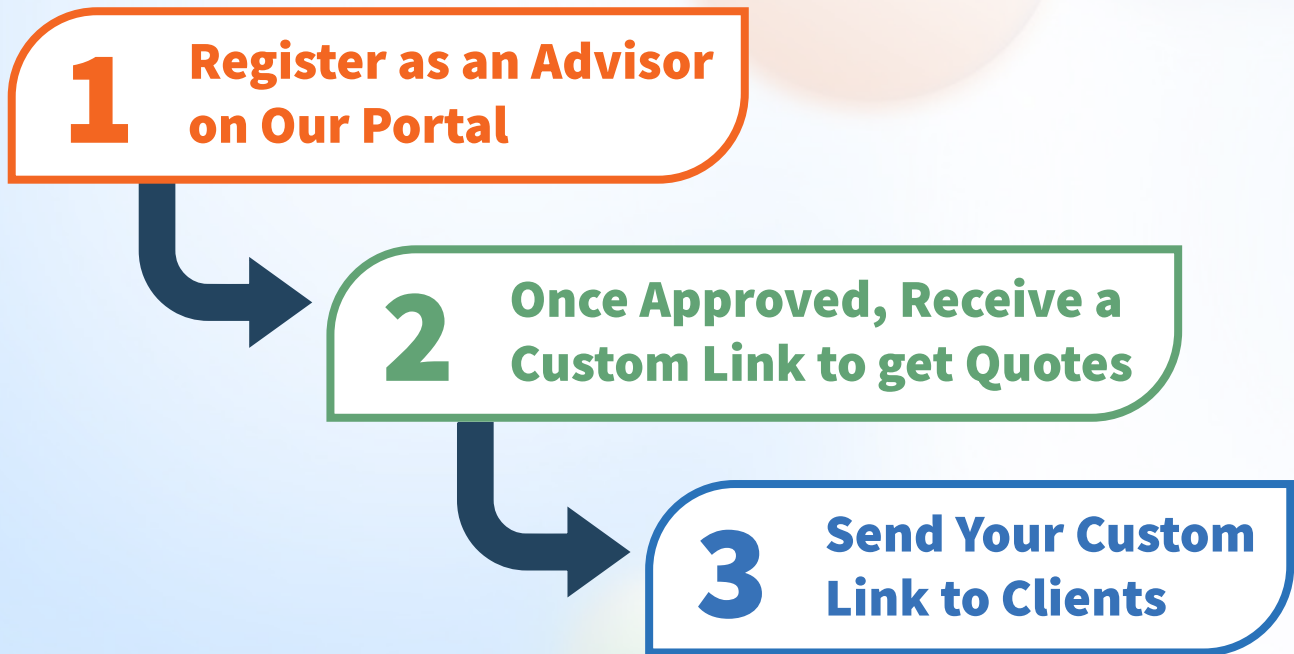 1
Register as an Advisor
on Our Portal
2
Once Approved, Receive a
Custom Link to get Quotes
3
Send Your Custom
Link to Clients